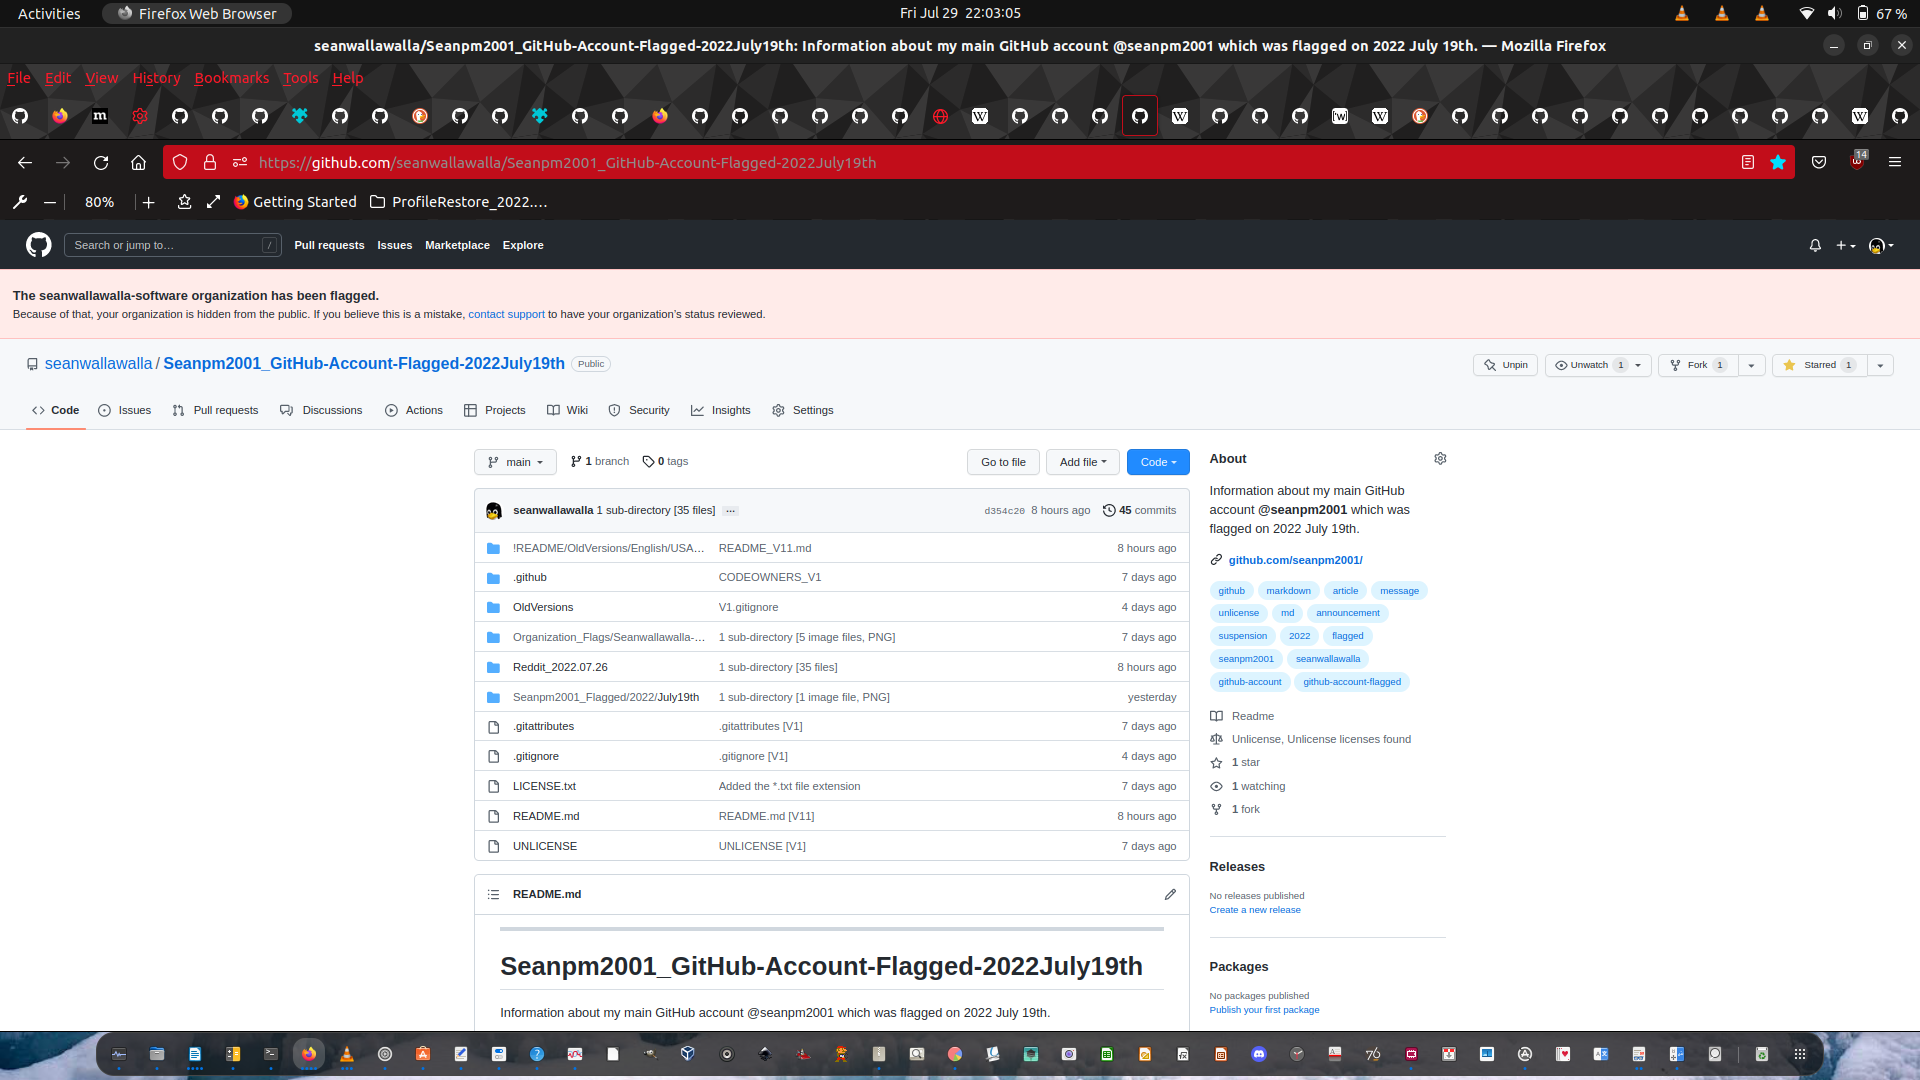 Activities
Firefox Web Browser
Fri Jul 29  22:03:05
67 %
seanwallawalla/Seanpm2001_GitHub-Account-Flagged-2022July19th: Information about my main GitHub account @seanpm2001 which was flagged on 2022 July 19th. — Mozilla Firefox
File Edit View History Bookmarks Tools Help
https://github.com/seanwallawalla/Seanpm2001_GitHub-Account-Flagged-2022July19th
14
80%
Getting Started
ProfileRestore_2022.…
Search or jump to…
/
Pull requests Issues Marketplace Explore
The seanwallawalla-software organization has been flagged.
Because of that, your organization is hidden from the public. If you believe this is a mistake, contact support to have your organization's status reviewed.
seanwallawalla / Seanpm2001_GitHub-Account-Flagged-2022July19th Public
Unpin
Unwatch 1
Fork 1
Starred 1
Code Issues Pull requests Discussions Actions Projects Wiki Security Insights Settings
main
1 branch
0 tags
Go to file
Add file
Code
seanwallawalla 1 sub-directory [35 files] …
d354c20 8 hours ago
45 commits
!README/OldVersions/English/USA… README_V11.md 8 hours ago
.github CODEOWNERS_V1 7 days ago
OldVersions V1.gitignore 4 days ago
Organization_Flags/Seanwallawalla-… 1 sub-directory [5 image files, PNG] 7 days ago
Reddit_2022.07.26 1 sub-directory [35 files] 8 hours ago
Seanpm2001_Flagged/2022/July19th 1 sub-directory [1 image file, PNG] yesterday
.gitattributes .gitattributes [V1] 7 days ago
.gitignore .gitignore [V1] 4 days ago
LICENSE.txt Added the *.txt file extension 7 days ago
README.md README.md [V11] 8 hours ago
UNLICENSE UNLICENSE [V1] 7 days ago
README.md
Seanpm2001_GitHub-Account-Flagged-2022July19th
Information about my main GitHub account @seanpm2001 which was flagged on 2022 July 19th.
About
Information about my main GitHub
account @seanpm2001 which was
flagged on 2022 July 19th.
github.com/seanpm2001/
github markdown article message
unlicense md announcement
suspension 2022 flagged
seanpm2001 seanwallawalla
github-account github-account-flagged
Readme
Unlicense, Unlicense licenses found
1 star
1 watching
1 fork
Releases
No releases published
Create a new release
Packages
No packages published
Publish your first package